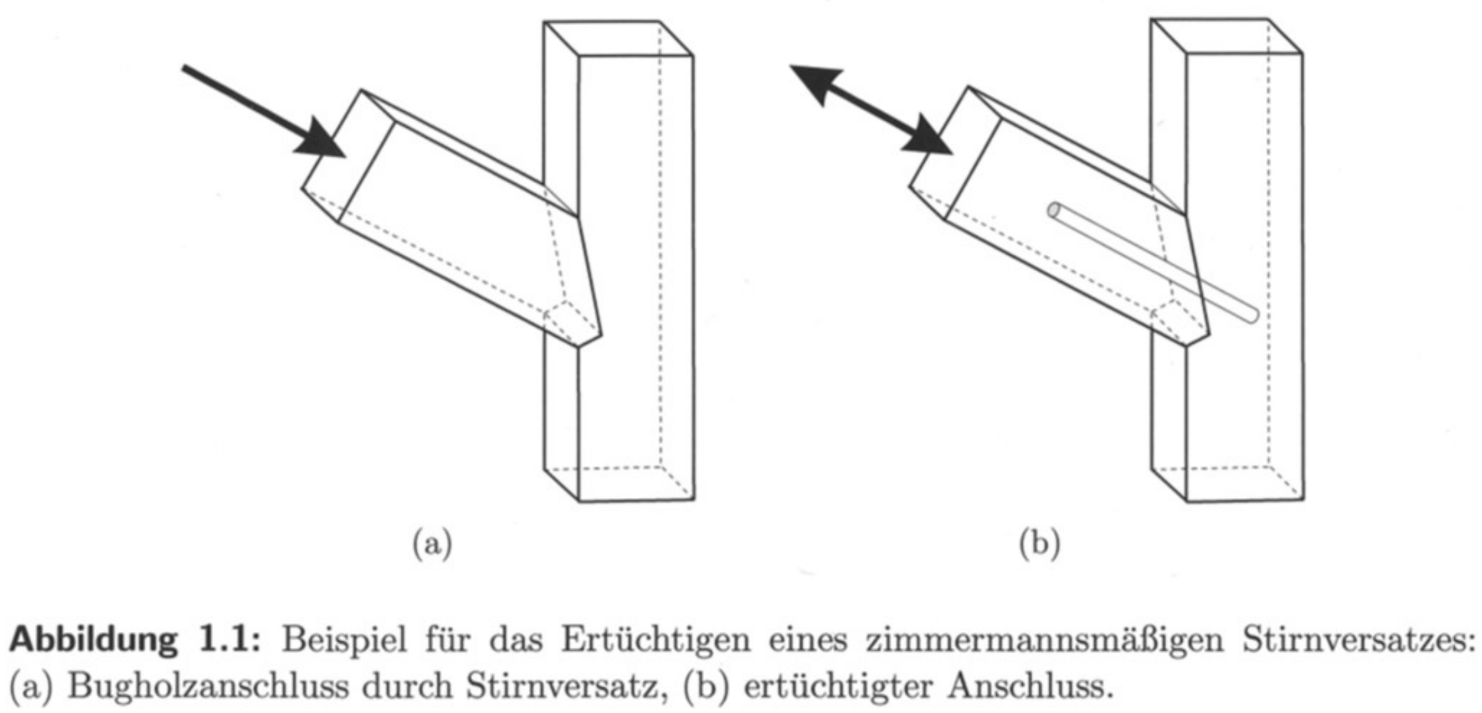 (a) (b)
Abbildung 1.1: Beispiel für das Ertüchtigen eines zimmermannsmäßigen Stirnversatzes:
(a) Bugholzanschluss durch Stirnversatz, (b) ertüchtigter Anschluss.